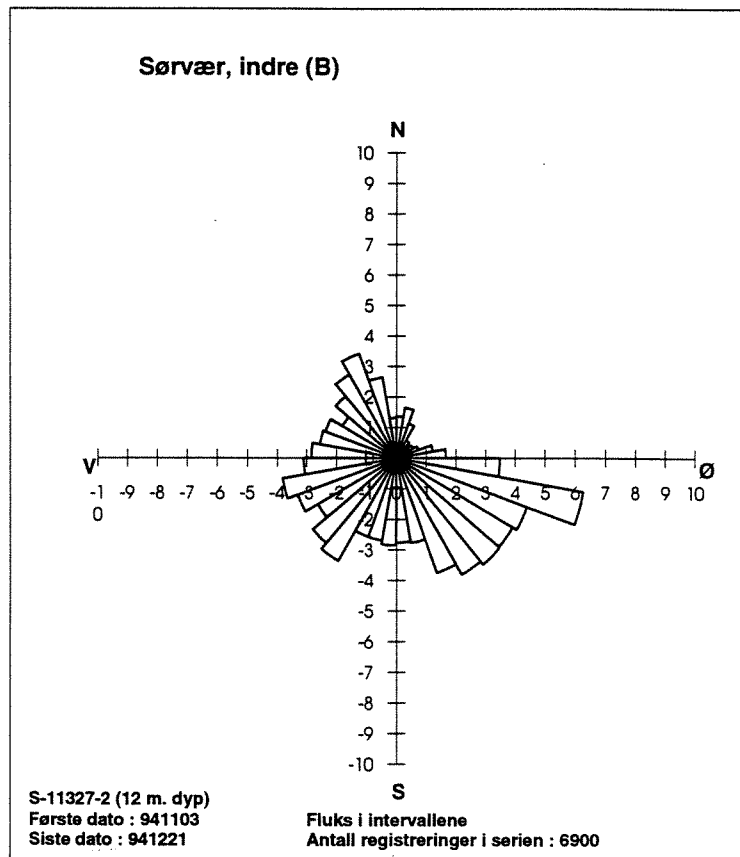 Sørvær, indre (B)
N
10
9
8
7
6
5
4
3
2
1
V Ø
-1 -9 -8 -7 -6 -5 -4 -3 -2 -1 0 1 2 3 4 5 6 7 8 9 10
0
-2
-3
-4
-5
-6
-7
-8
-9
-10
S
S-11327-2 (12 m. dyp)
Første dato : 941103 Fluks i intervallene
Siste dato : 941221 Antall registreringer i serien : 6900